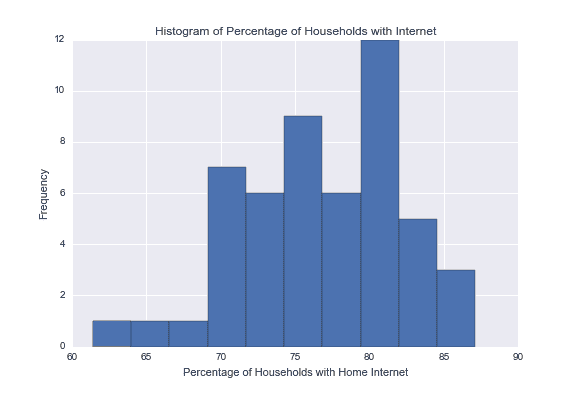 Histogram of Percentage of Households with Internet
12
10
8
6
4
2
0
Frequency
60 65 70 75 80 85 90
Percentage of Households with Home Internet